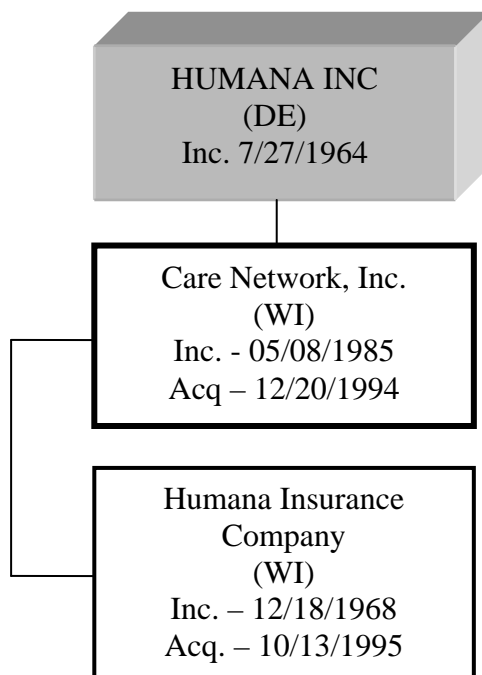 HUMANA INC
(DE)
Inc. 7/27/1964
Care Network, Inc.
(WI)
Inc. - 05/08/1985
Acq – 12/20/1994
Humana Insurance
Company
(WI)
Inc. – 12/18/1968
Acq. – 10/13/1995